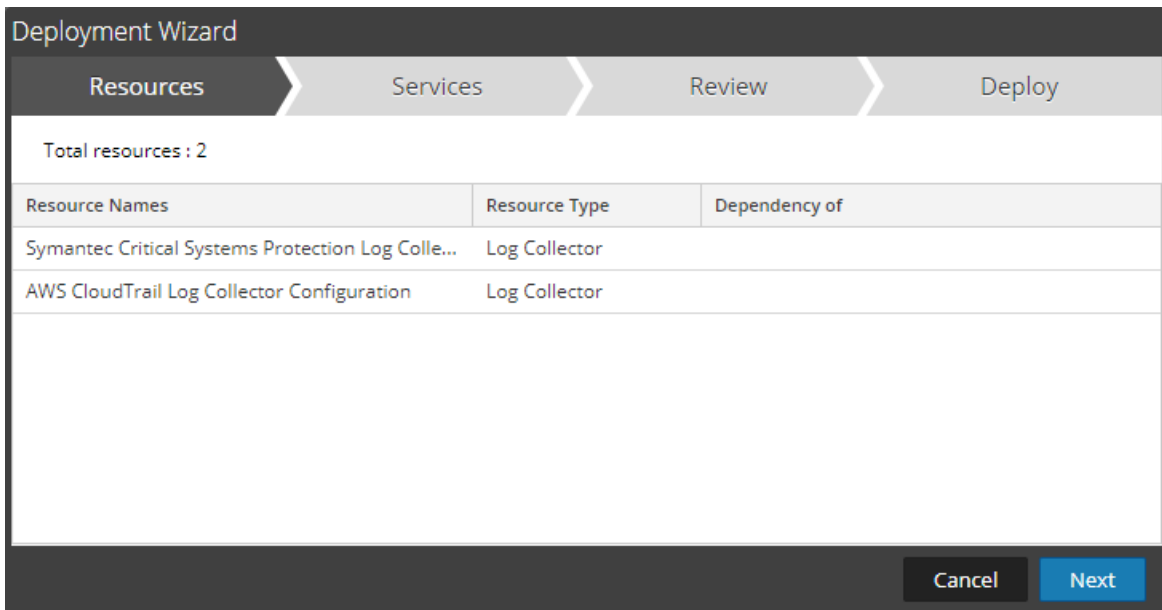 Deployment Wizard
Resources Services Review Deploy
Total resources : 2
Resource Names Resource Type Dependency of
Symantec Critical Systems Protection Log Colle... Log Collector
AWS CloudTrail Log Collector Configuration Log Collector
Cancel Next